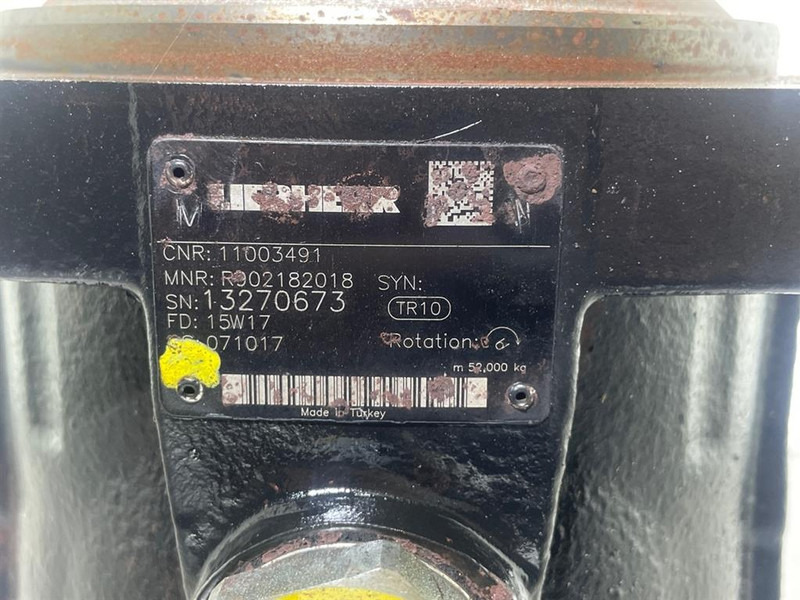 LIEBHERR
CNR: 11003491
MNR: R902182018 SYN:
SN: 13270673 TR10
FD: 15W17
071017 Rotation:
m 52,000 kg
Made in Turkey